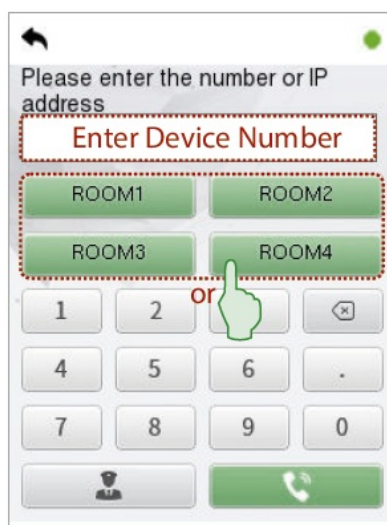 Please enter the number or IP
address
Enter Device Number
ROOM1 ROOM2
ROOM3 ROOM4
or
1 2
4 5 6 .
7 8 9 0